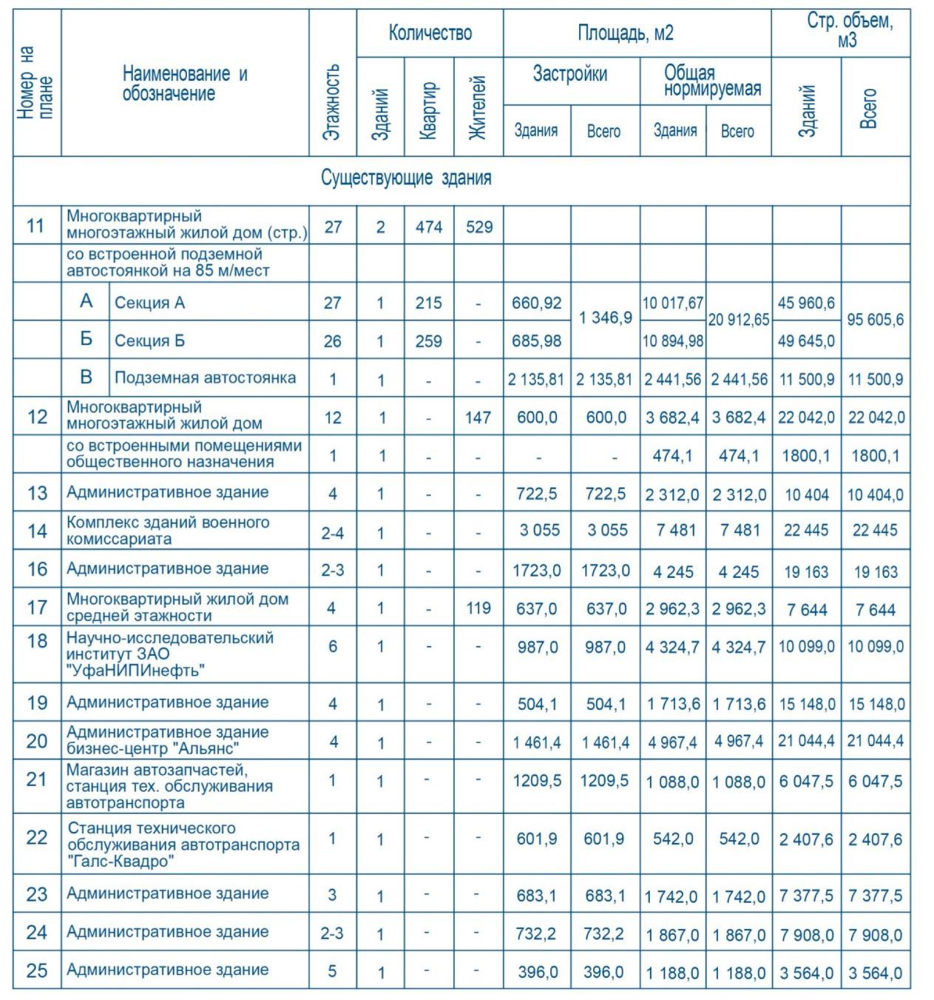 Номер на плане
Наименование и обозначение
Этажность
Количество
Зданий
Квартир
Жителей
Площадь, м2
Застройки
Здания
Всего
Общая нормируемая
Здания
Всего
Стр. объем, м3
Зданий
Всего
Существующие здания
11 Многоквартирный многоэтажный жилой дом (стр.) 27 2 474 529
со встроенной подземной автостоянкой на 85 м/мест
А Секция А 27 1 215 - 660,92 1 346,9 10 017,67 20 912,65 45 960,6 95 605,6
Б Секция Б 26 1 259 - 685,98 10 894,98 49 645,0
В Подземная автостоянка 1 1 - - 2 135,81 2 135,81 2 441,56 2 441,56 11 500,9 11 500,9
12 Многоквартирный многоэтажный жилой дом 12 1 - 147 600,0 600,0 3 682,4 3 682,4 22 042,0 22 042,0
со встроенными помещениями общественного назначения 1 1 - - - - 474,1 474,1 1800,1 1800,1
13 Административное здание 4 1 - - 722,5 722,5 2 312,0 2 312,0 10 404 10 404,0
14 Комплекс зданий военного комиссариата 2-4 1 - - 3 055 3 055 7 481 7 481 22 445 22 445
16 Административное здание 2-3 1 - - 1723,0 1723,0 4 245 4 245 19 163 19 163
17 Многоквартирный жилой дом средней этажности 4 1 - 119 637,0 637,0 2 962,3 2 962,3 7 644 7 644
18 Научно-исследовательский институт ЗАО "УфаНИПИнефть" 6 1 - - 987,0 987,0 4 324,7 4 324,7 10 099,0 10 099,0
19 Административное здание 4 1 - - 504,1 504,1 1 713,6 1 713,6 15 148,0 15 148,0
20 Административное здание бизнес-центр "Альянс" 4 1 - - 1 461,4 1 461,4 4 967,4 4 967,4 21 044,4 21 044,4
21 Магазин автозапчастей, станция тех. обслуживания автотранспорта 1 1 - - 1209,5 1209,5 1 088,0 1 088,0 6 047,5 6 047,5
22 Станция технического обслуживания автотранспорта "Галс-Квадро" 1 1 - - 601,9 601,9 542,0 542,0 2 407,6 2 407,6
23 Административное здание 3 1 - - 683,1 683,1 1 742,0 1 742,0 7 377,5 7 377,5
24 Административное здание 2-3 1 - - 732,2 732,2 1 867,0 1 867,0 7 908,0 7 908,0
25 Административное здание 5 1 - - 396,0 396,0 1 188,0 1 188,0 3 564,0 3 564,0